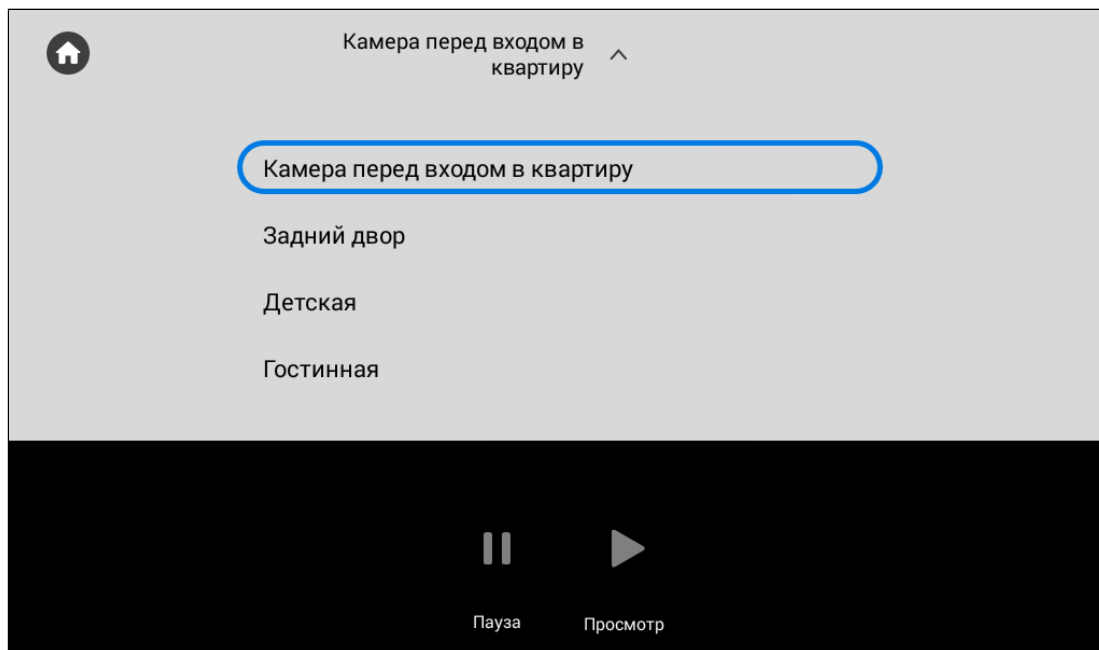 Камера перед входом в
квартиру
Камера перед входом в квартиру
Задний двор
Детская
Гостинная
Пауза
Просмотр